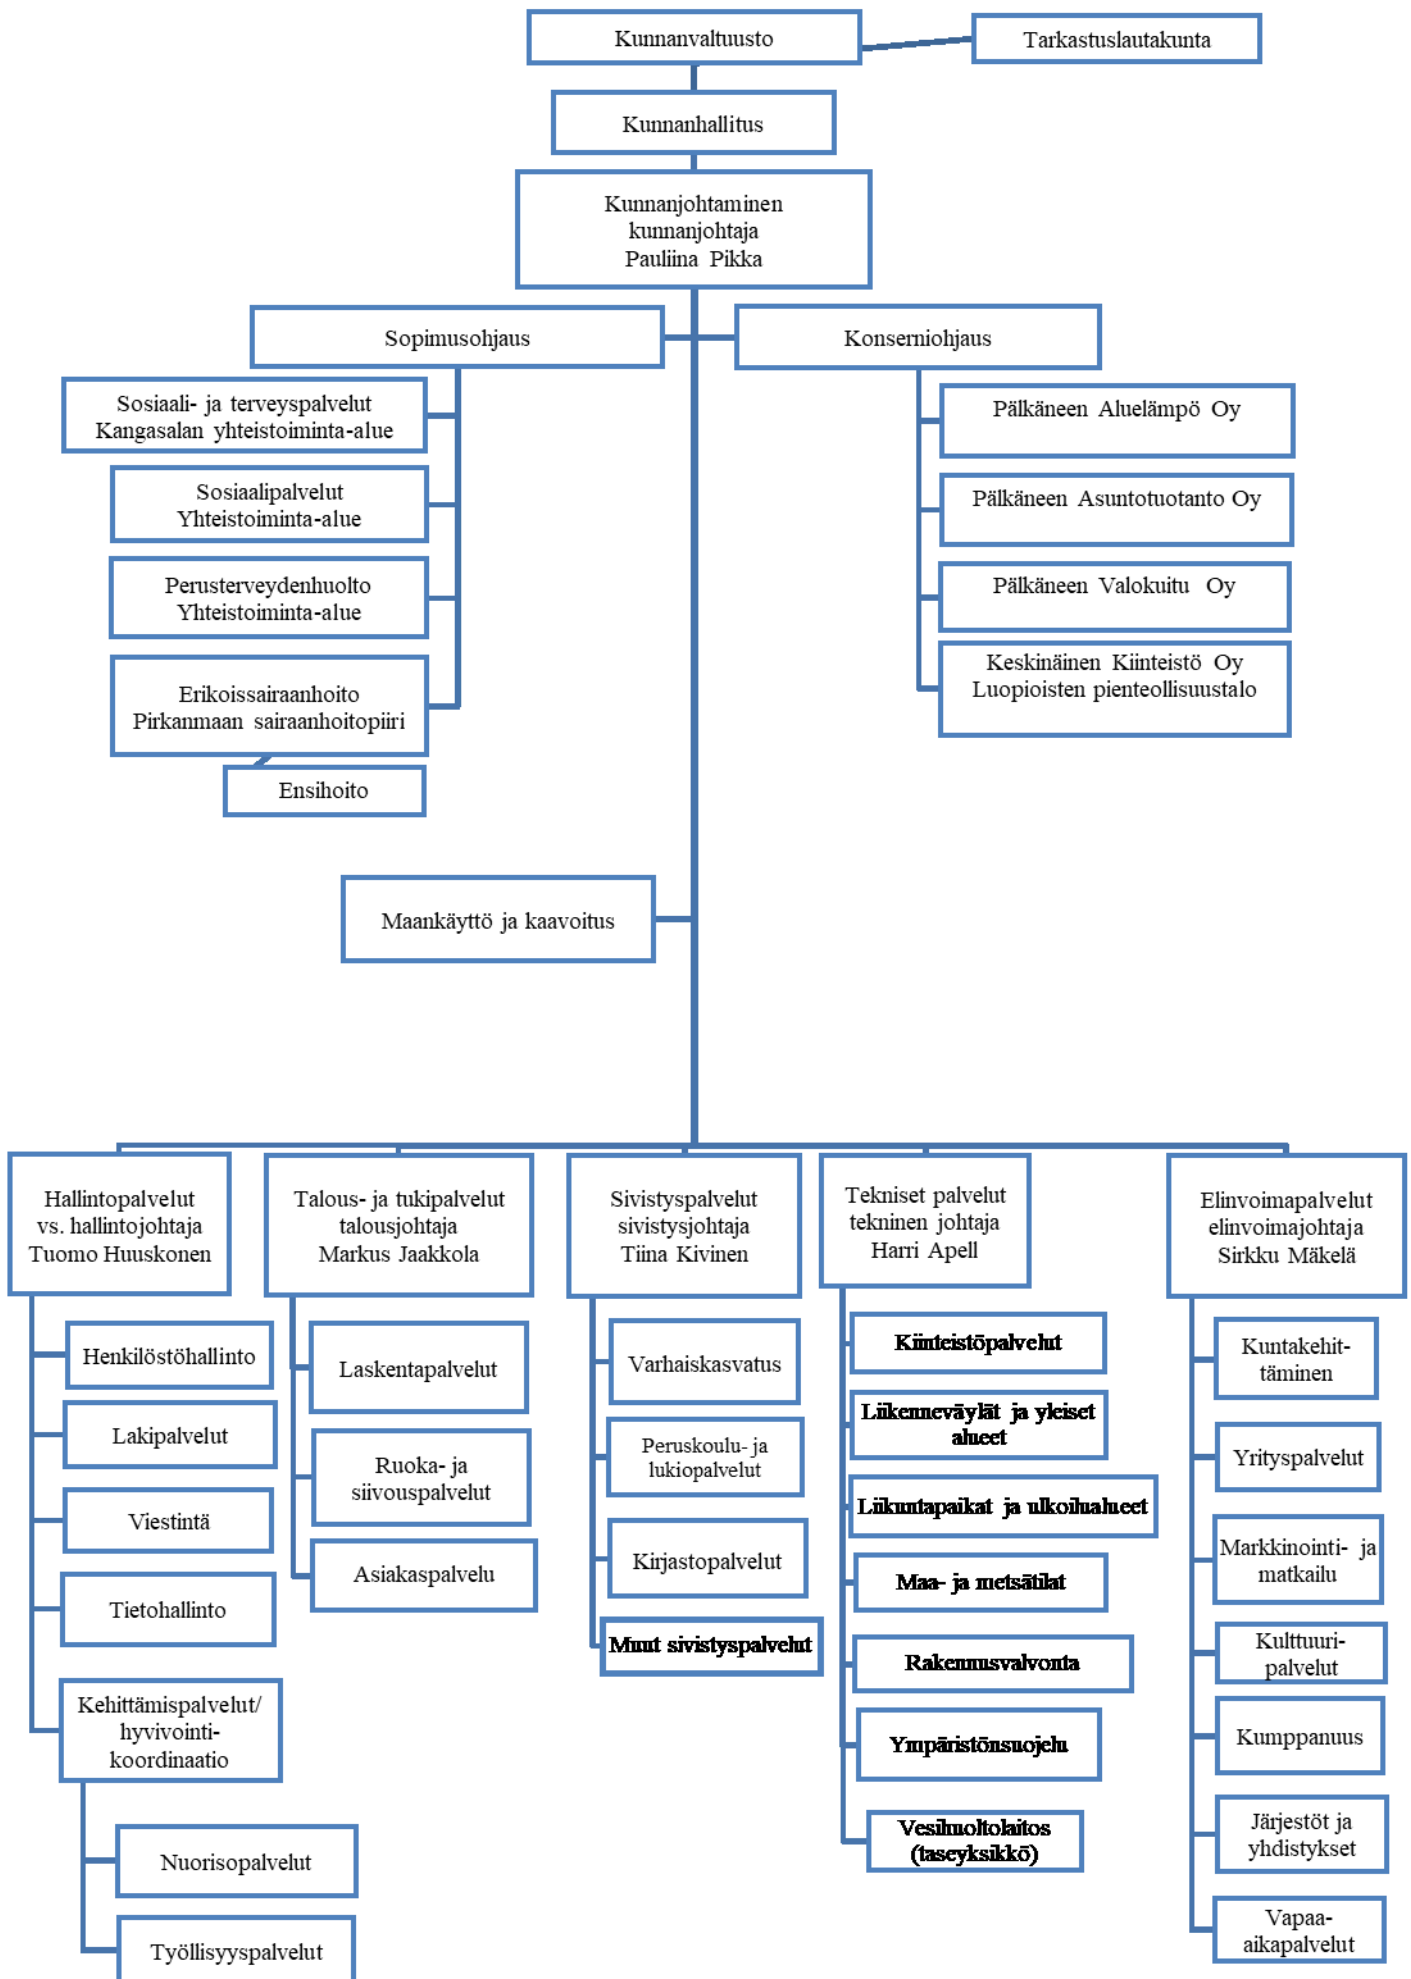 Kunnanvaltuusto
Tarkastuslautakunta
Kunnanhallitus
Kunnanjohtaminen
kunnanjohtaja
Pauliina Pikka
Sopimusohjaus
Konserniohjaus
Sosiaali- ja terveyspalvelut
Kangasalan yhteistoiminta-alue
Sosiaalipalvelut
Yhteistoiminta-alue
Perusterveydenhuolto
Yhteistoiminta-alue
Erikoissairaanhoito
Pirkanmaan sairaanhoitopiiri
Ensihoito
Pälkäneen Aluelämpö Oy
Pälkäneen Asuntotuotanto Oy
Pälkäneen Valokuitu Oy
Keskinäinen Kiinteistö Oy
Luopioisten pienteollisuustalo
Maankäyttö ja kaavoitus
Hallintopalvelut
vs. hallintojohtaja
Tuomo Huuskonen
Henkilöstöhallinto
Lakipalvelut
Viestintä
Tietohallinto
Kehittämispalvelut/
hyvivointi-
koordinaatio
Nuorisopalvelut
Työllisyyspalvelut
Talous- ja tukipalvelut
talousjohtaja
Markus Jaakkola
Laskentapalvelut
Ruoka- ja
siivouspalvelut
Asiakaspalvelu
Sivistyspalvelut
sivistysjohtaja
Tiina Kivinen
Varhaiskasvatus
Peruskoulu- ja
lukiopalvelut
Kirjastopalvelut
Muut sivistyspalvelut
Tekniset palvelut
tekninen johtaja
Harri Apell
Kiinteistöpalvelut
Liikenneväylät ja yleiset
alueet
Liikuntapaikat ja ulkoilualueet
Maa- ja metsätilat
Rakennusvalvonta
Ympäristönsuojelu
Vesihuoltolaitos
(taseyksikkö)
Elinvoimapalvelut
elinvoimajohtaja
Sirkku Mäkelä
Kuntakehit-
täminen
Yrityspalvelut
Markkinointi- ja
matkailu
Kulttuuri-
palvelut
Kumppanuus
Järjestöt ja
yhdistykset
Vapaa-
aikapalvelut